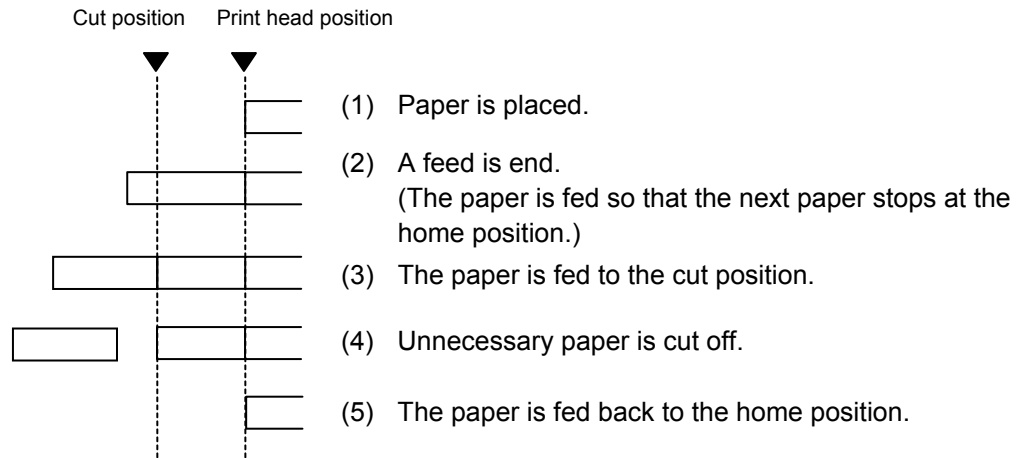 Cut position Print head position
(1) Paper is placed.
(2) A feed is end.
(The paper is fed so that the next paper stops at the
home position.)
(3) The paper is fed to the cut position.
(4) Unnecessary paper is cut off.
(5) The paper is fed back to the home position.